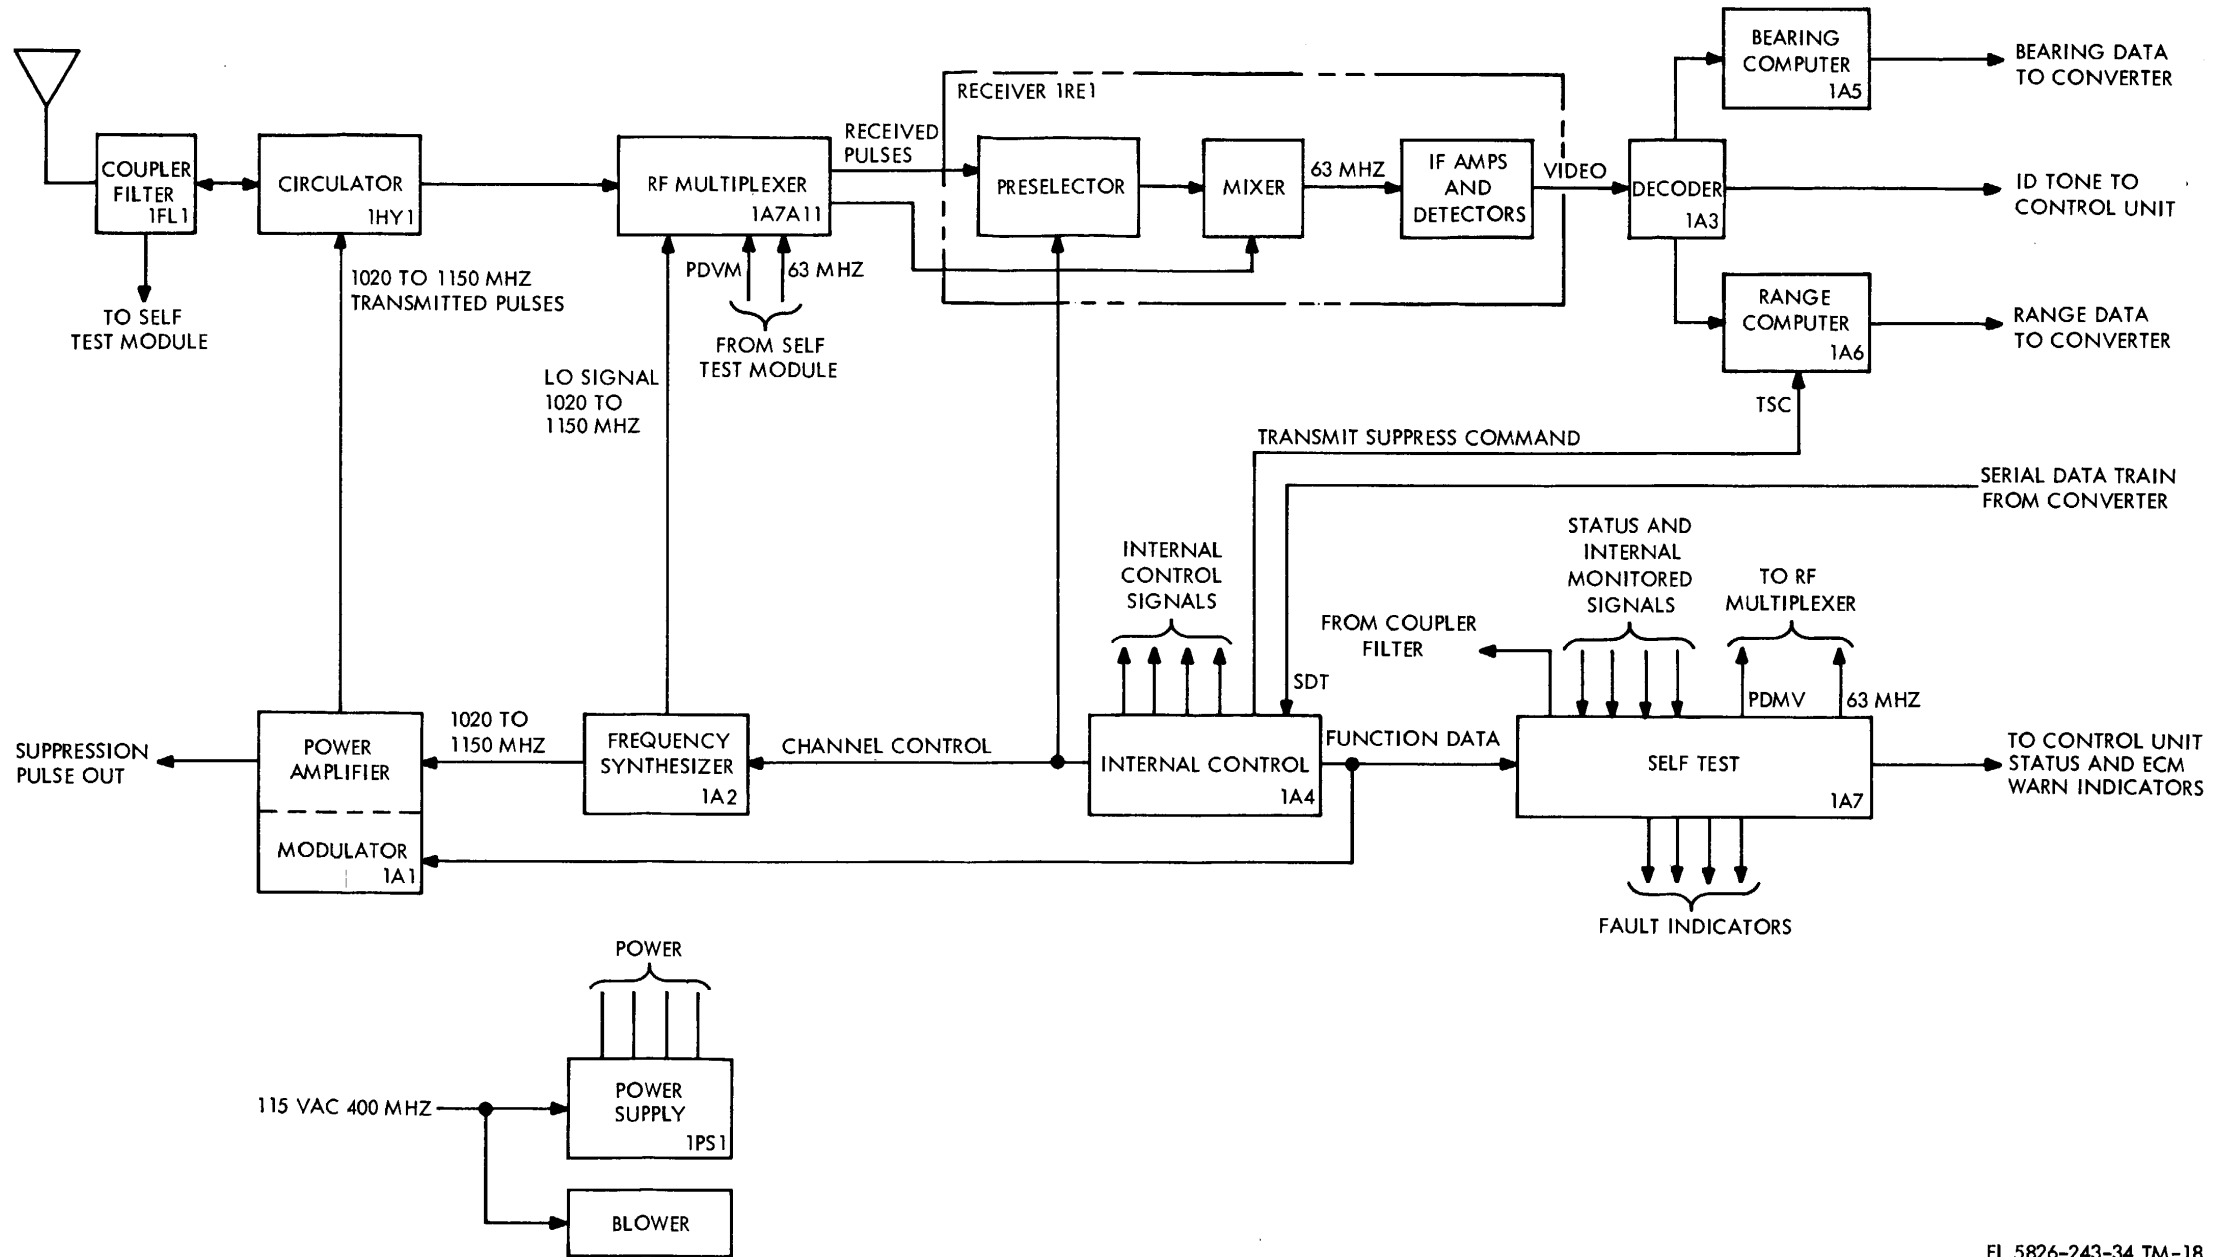 BEARING
COMPUTER
1A5
BEARING DATA
TO CONVERTER
RECEIVER 1RE1
COUPLER
FILTER
1FL1
CIRCULATOR
1HY1
RF MULTIPLEXER
1A7A11
RECEIVED
PULSES
PRESELECTOR
MIXER
63 MHZ
IF AMPS
AND
DETECTORS
VIDEO
DECODER
1A3
ID TONE TO
CONTROL UNIT
TO SELF
TEST MODULE
1020 TO 1150 MHZ
TRANSMITTED PULSES
PDVM
63 MHZ
FROM SELF
TEST MODULE
RANGE
COMPUTER
1A6
RANGE DATA
TO CONVERTER
LO SIGNAL
1020 TO
1150 MHZ
TSC
TRANSMIT SUPPRESS COMMAND
SERIAL DATA TRAIN
FROM CONVERTER
INTERNAL
CONTROL
SIGNALS
STATUS AND
INTERNAL
MONITORED
SIGNALS
TO RF
MULTIPLEXER
FROM COUPLER
FILTER
SDT
PDMV
63 MHZ
SUPPRESSION
PULSE OUT
POWER
AMPLIFIER
MODULATOR
1A1
1020 TO
1150 MHZ
FREQUENCY
SYNTHESIZER
1A2
CHANNEL CONTROL
INTERNAL CONTROL
1A4
FUNCTION DATA
SELF TEST
1A7
TO CONTROL UNIT
STATUS AND ECM
WARN INDICATORS
FAULT INDICATORS
POWER
115 VAC 400 MHZ
POWER
SUPPLY
1PS1
BLOWER
EL 5826-243-34 TM-18